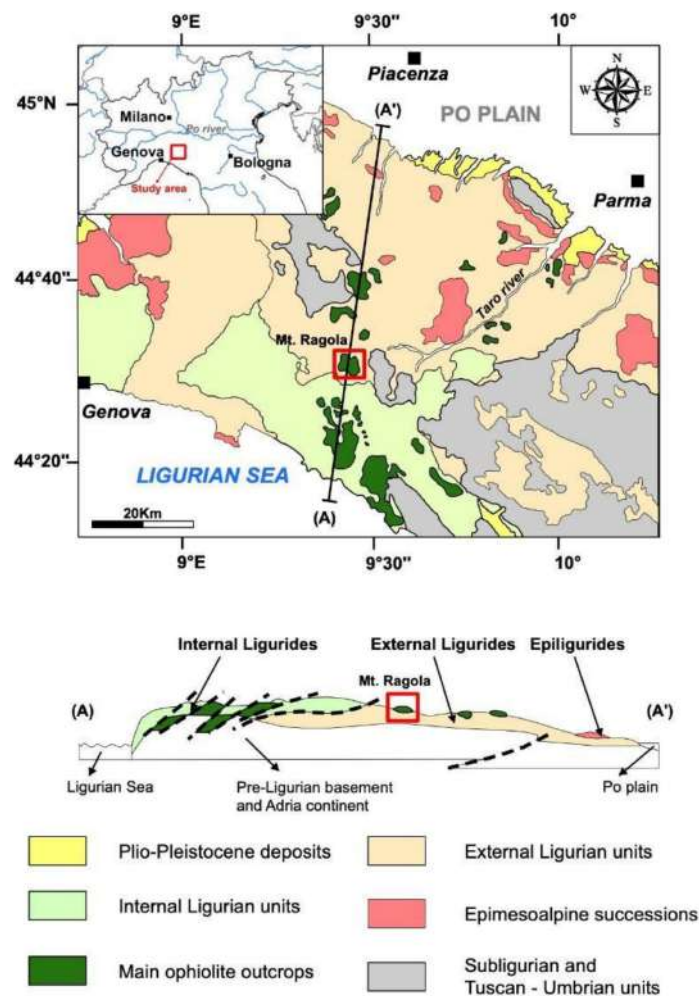 9°E
9°30''
10°
45°N
44°40''
44°20''
Milano
Po river
Genova
Bologna
Study area
Piacenza
(A')
PO PLAIN
N
W E
S
Parma
Taro river
Mt. Ragola
Genova
LIGURIAN SEA
(A)
20Km
9°E
9°30''
10°
Internal Ligurides
External Ligurides
Epiligurides
Mt. Ragola
(A)
(A')
Ligurian Sea
Pre-Ligurian basement
and Adria continent
Po plain
Plio-Pleistocene deposits
External Ligurian units
Internal Ligurian units
Epimesoalpine successions
Main ophiolite outcrops
Subligurian and
Tuscan - Umbrian units